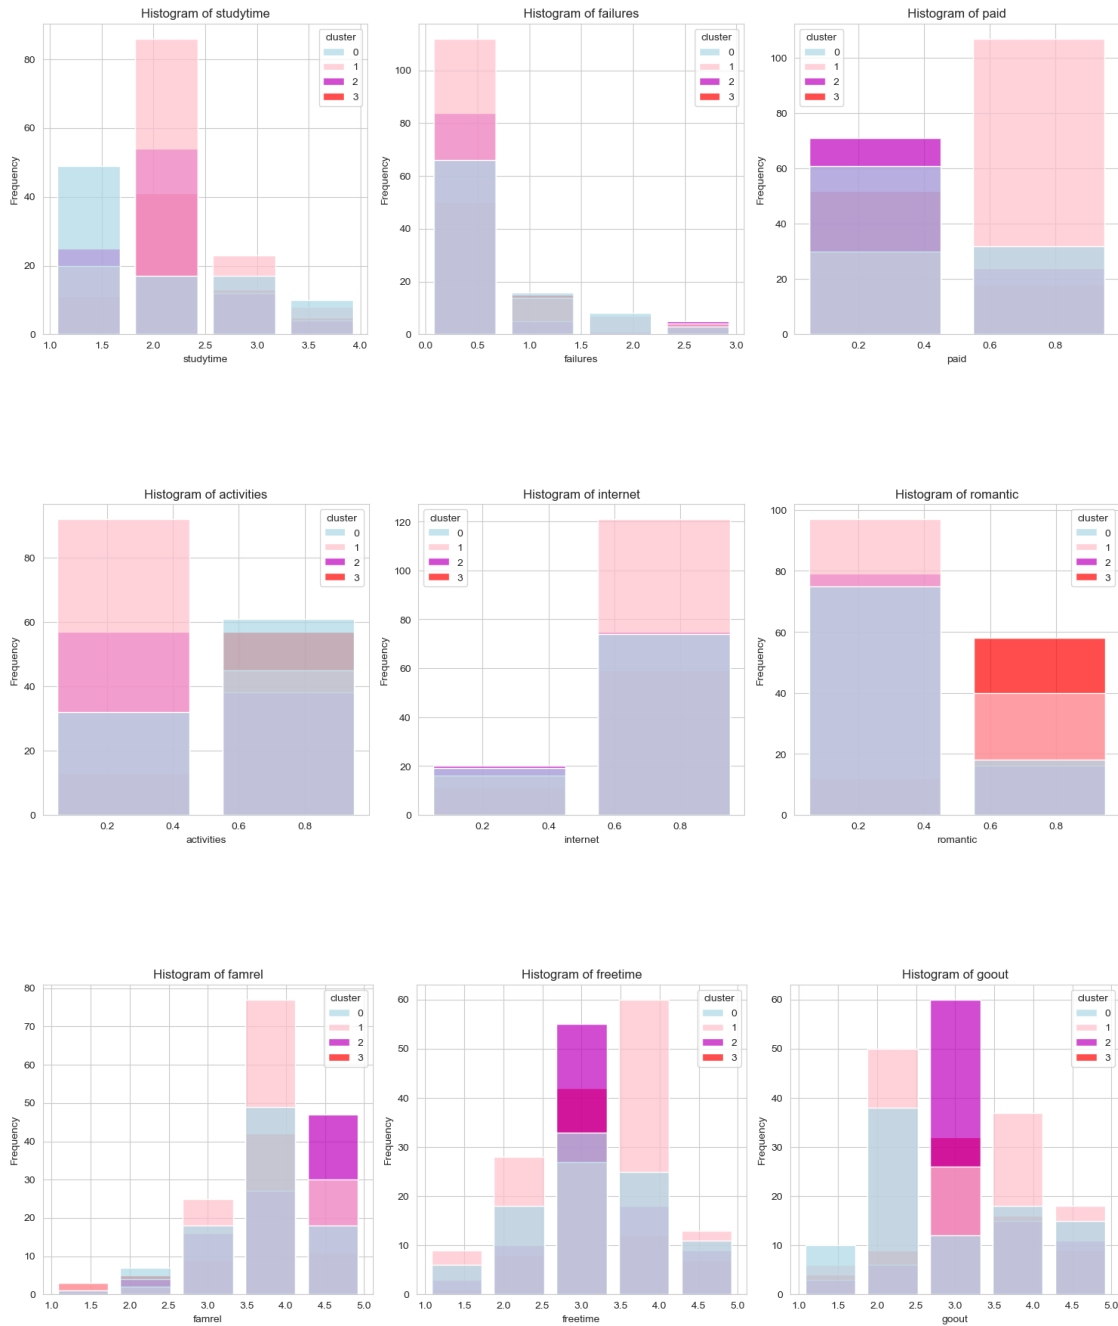 Histogram of studytime
cluster
0
1
2
3
Frequency
80
60
40
20
0
1.0 1.5 2.0 2.5 3.0 3.5 4.0
studytime
Histogram of failures
cluster
0
1
2
3
Frequency
100
80
60
40
20
0
0.0 0.5 1.0 1.5 2.0 2.5 3.0
failures
Histogram of paid
cluster
0
1
2
3
Frequency
100
80
60
40
20
0
0.2 0.4 0.6 0.8
paid
Histogram of activities
cluster
0
1
2
3
Frequency
80
60
40
20
0
0.2 0.4 0.6 0.8
activities
Histogram of internet
cluster
0
1
2
3
Frequency
120
100
80
60
40
20
0
0.2 0.4 0.6 0.8
internet
Histogram of romantic
cluster
0
1
2
3
Frequency
100
80
60
40
20
0
0.2 0.4 0.6 0.8
romantic
Histogram of famrel
cluster
0
1
2
3
Frequency
80
70
60
50
40
30
20
10
0
1.0 1.5 2.0 2.5 3.0 3.5 4.0 4.5 5.0
famrel
Histogram of freetime
cluster
0
1
2
3
Frequency
60
50
40
30
20
10
0
1.0 1.5 2.0 2.5 3.0 3.5 4.0 4.5 5.0
freetime
Histogram of goout
cluster
0
1
2
3
Frequency
60
50
40
30
20
10
0
1.0 1.5 2.0 2.5 3.0 3.5 4.0 4.5 5.0
goout